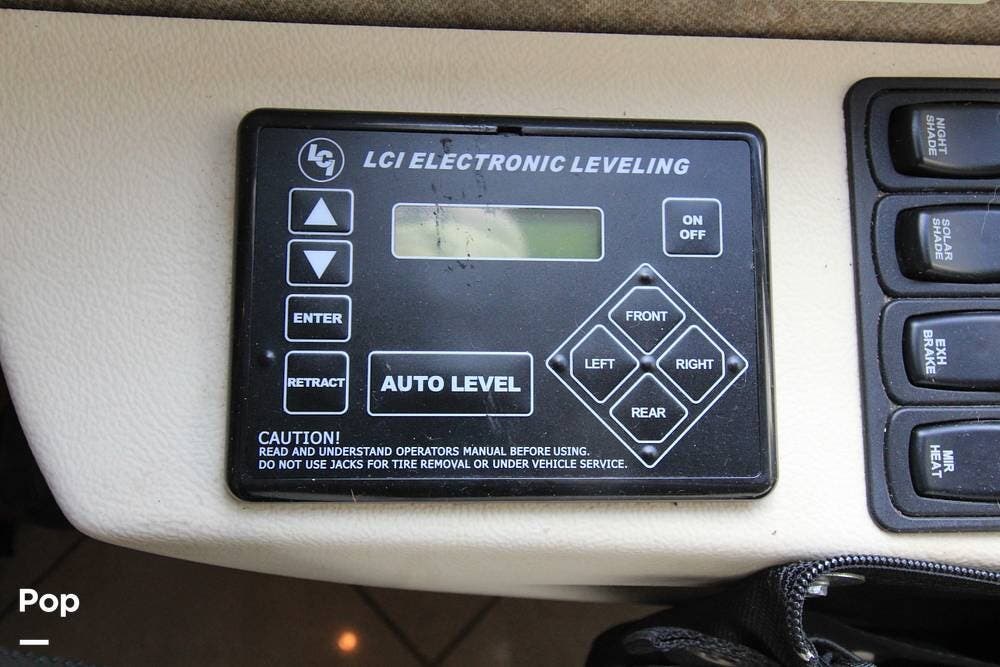 LCI
LCI ELECTRONIC LEVELING
ON
OFF
ENTER
RETRACT
AUTO LEVEL
FRONT
LEFT
RIGHT
REAR
CAUTION!
READ AND UNDERSTAND OPERATORS MANUAL BEFORE USING.
DO NOT USE JACKS FOR TIRE REMOVAL OR UNDER VEHICLE SERVICE.
NIGHT
SHADE
SOLAR
SHADE
EXH
BRAKE
MIR
HEAT
Pop